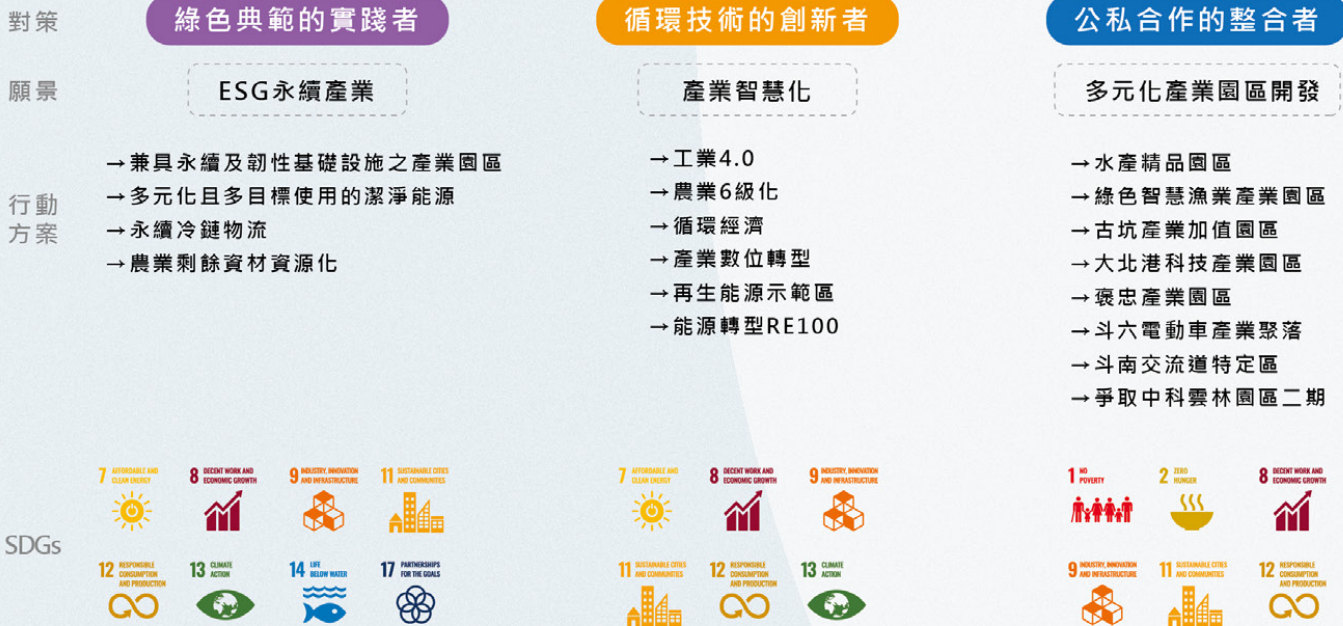 對策
綠色典範的實踐者
循環技術的創新者
公私合作的整合者
願景
ESG永續產業
產業智慧化
多元化產業園區開發
行動
方案
→兼具永續及韌性基礎設施之產業園區
→多元化且多目標使用的潔淨能源
→永續冷鏈物流
→農業剩餘資材資源化
→工業4.0
→農業6級化
→循環經濟
→產業數位轉型
→再生能源示範區
→能源轉型RE100
→水產精品園區
→綠色智慧漁業產業園區
→古坑產業加值園區
→大北港科技產業園區
→褒忠產業園區
→斗六電動車產業聚落
→斗南交流道特定區
→爭取中科雲林園區二期
SDGs
7 AFFORDABLE AND
CLEAN ENERGY
8 DECENT WORK AND
ECONOMIC GROWTH
9 INDUSTRY, INNOVATION
AND INFRASTRUCTURE
11 SUSTAINABLE CITIES
AND COMMUNITIES
12 RESPONSIBLE
CONSUMPTION
AND PRODUCTION
13 CLIMATE
ACTION
14 LIFE
BELOW WATER
17 PARTNERSHIPS
FOR THE GOALS
7 AFFORDABLE AND
CLEAN ENERGY
8 DECENT WORK AND
ECONOMIC GROWTH
9 INDUSTRY, INNOVATION
AND INFRASTRUCTURE
11 SUSTAINABLE CITIES
AND COMMUNITIES
12 RESPONSIBLE
CONSUMPTION
AND PRODUCTION
13 CLIMATE
ACTION
1 NO
POVERTY
2 ZERO
HUNGER
8 DECENT WORK AND
ECONOMIC GROWTH
9 INDUSTRY, INNOVATION
AND INFRASTRUCTURE
11 SUSTAINABLE CITIES
AND COMMUNITIES
12 RESPONSIBLE
CONSUMPTION
AND PRODUCTION